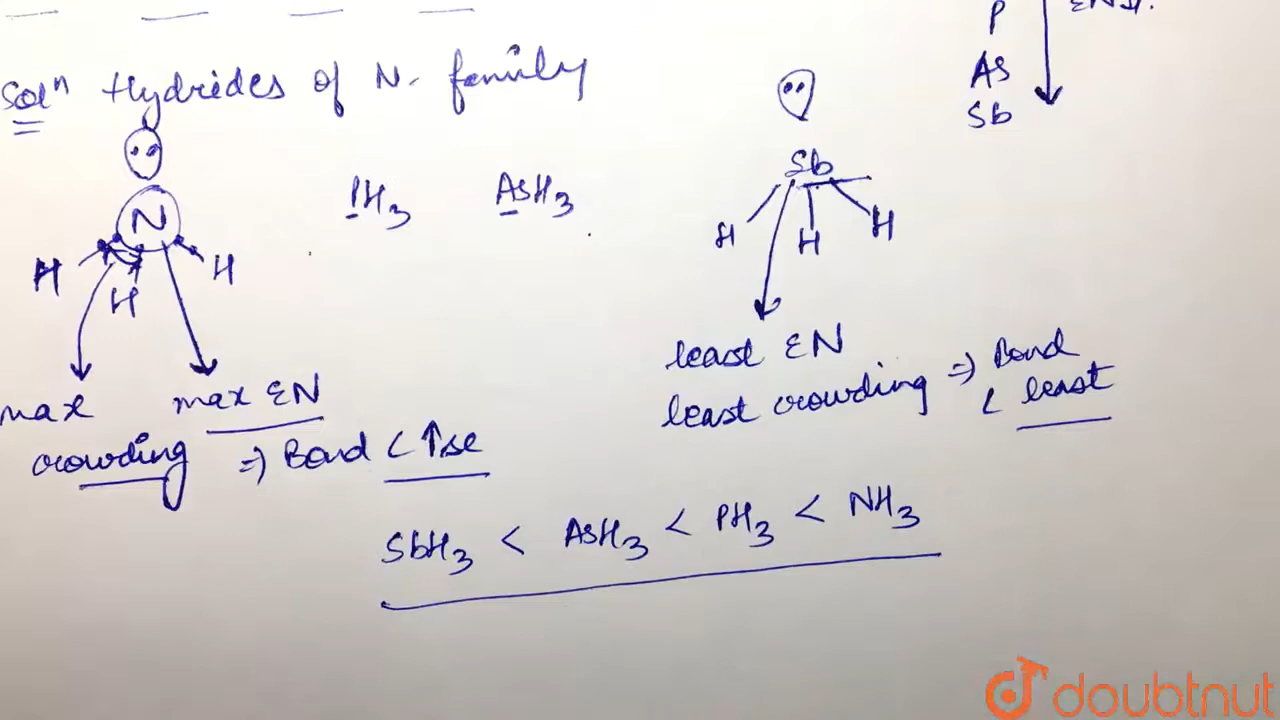 P EN↓.
As
Sb
Solⁿ Hydrides of N- family
N
H H H
PH3 AsH3
Sb
H H H
max crowding
max EN
=) Bond < ↑se
least EN
least crowding =) Bond < least
SbH3 < AsH3 < PH3 < NH3
doubtnut